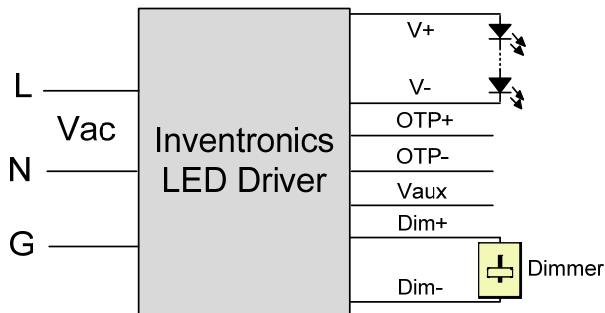 L
Vac
N
G
Inventronics
LED Driver
V+
V-
OTP+
OTP-
Vaux
Dim+
Dim-
Dimmer